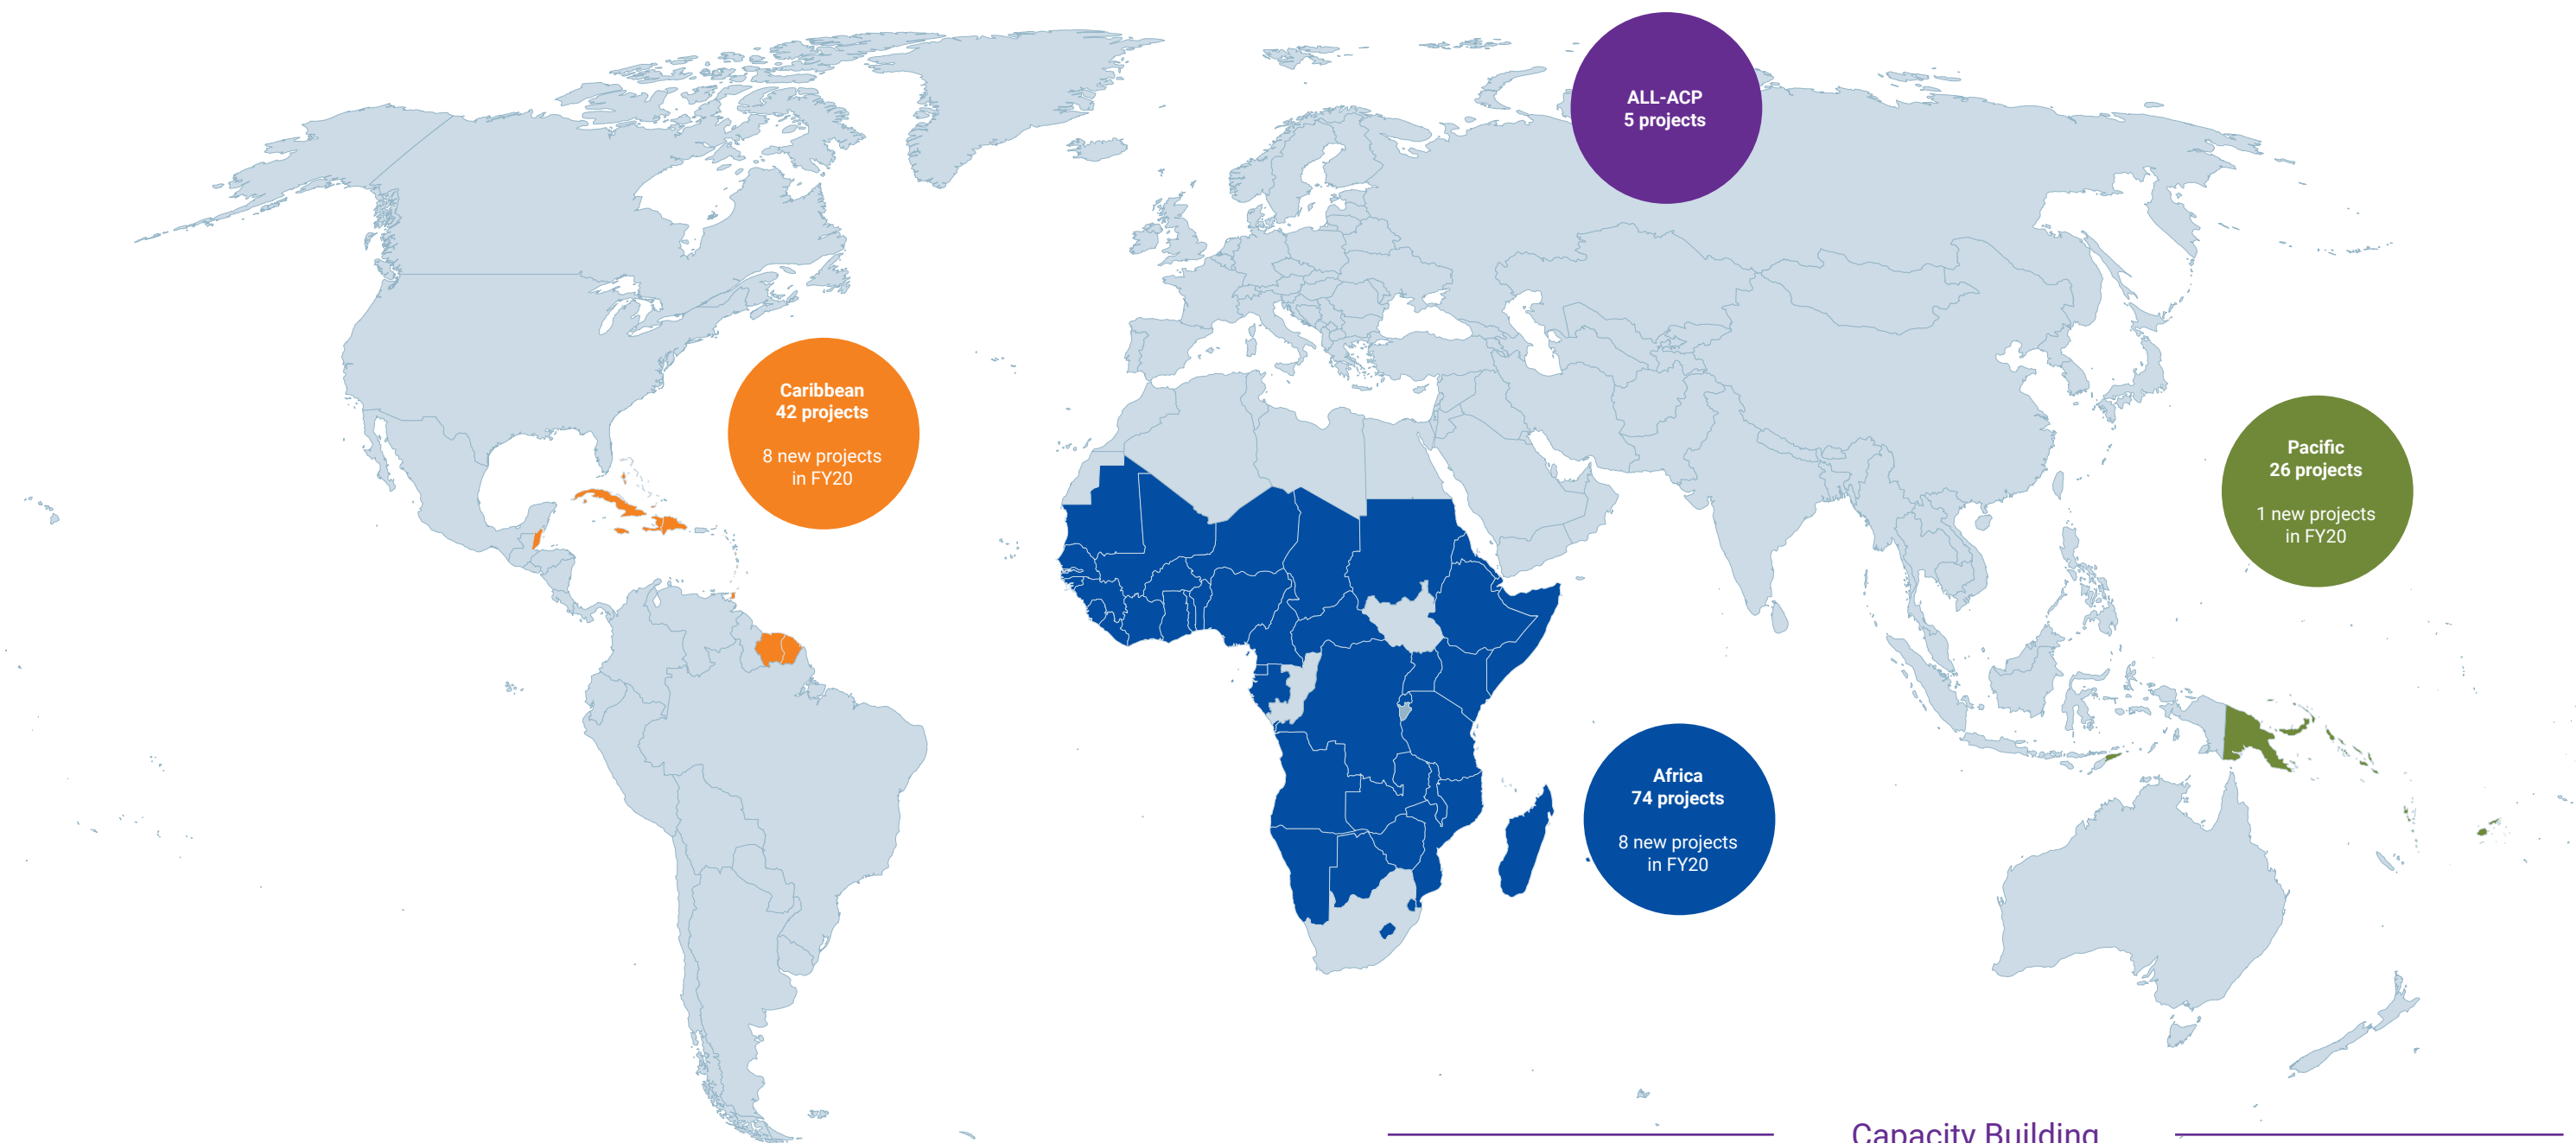 ALL-ACP
5 projects
Caribbean
42 projects
8 new projects
in FY20
Pacific
26 projects
1 new projects
in FY20
Africa
74 projects
8 new projects
in FY20
Capacity Building